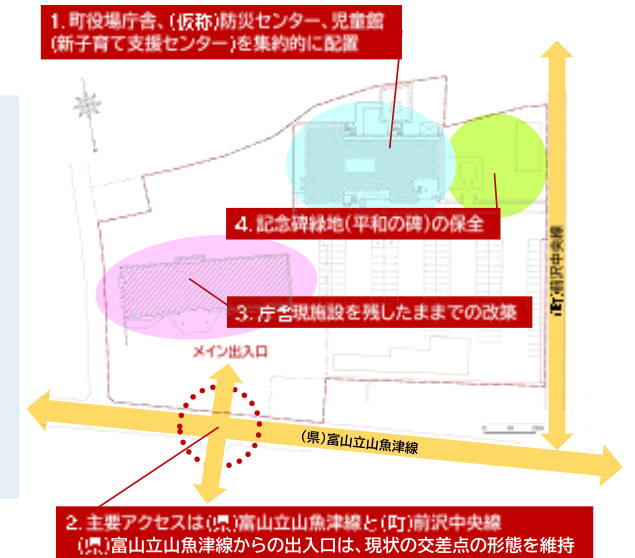 1. 町役場庁舎、(仮称)防災センター、児童館
(新子育て支援センター)を集約的に配置
4. 記念碑緑地(平和の碑)の保全
(町)前沢中央線
3. 庁舎現施設を残したままでの改築
メイン出入口
(県)富山立山魚津線
2. 主要アクセスは(県)富山立山魚津線と(町)前沢中央線
(県)富山立山魚津線からの出入口は、現状の交差点の形態を維持